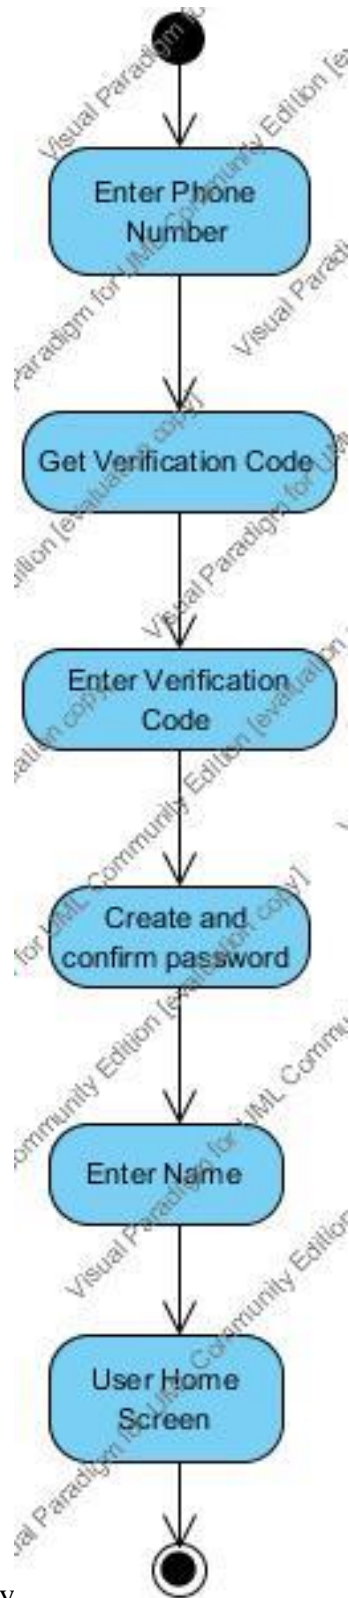 Enter Phone
Number
Get Verification Code
Enter Verification
Code
Create and
confirm password
Enter Name
User Home
Screen
y